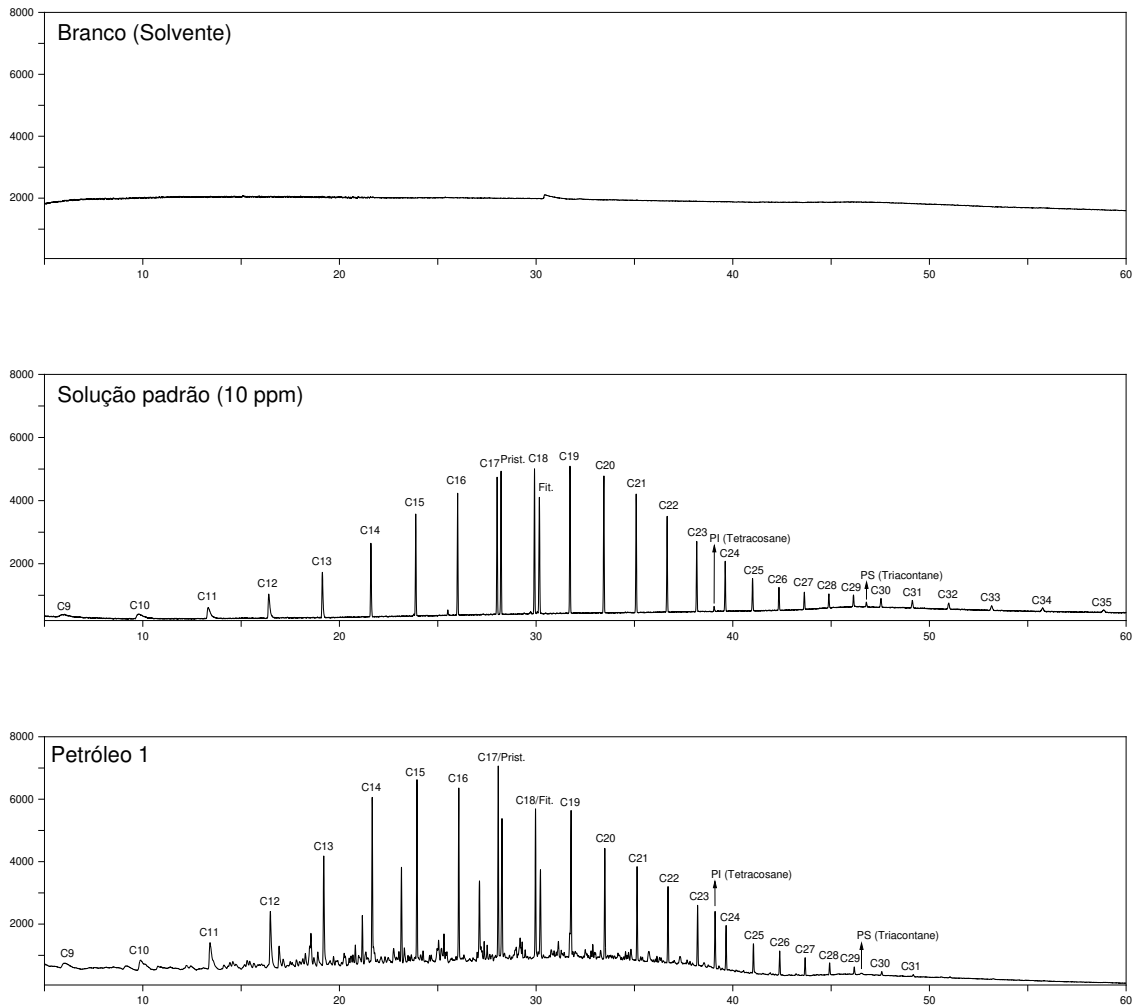 8000
Branco (Solvente)
6000
4000
2000
10 20 30 40 50 60
8000
Solução padrão (10 ppm)
6000
C17 Prist. C18 C19
C16 C20
Fit. C21
4000
C15
C22
C14
C23 PI (Tetracosane)
C13
2000
C24
C12 C25 C26 C27 C28 C29 PS (Triacontane)
C9 C10 C11 C30 C31 C32 C33 C34 C35
10 20 30 40 50 60
8000
Petróleo 1
C17/Prist.
C15
C14 C16
C18/Fit. C19
6000
C13 C20
4000
C21
C22 PI (Tetracosane)
C12 C23
2000
C24
C11 C25 PS (Triacontane)
C9 C10 C26 C27 C28 C29 C30 C31
10 20 30 40 50 60